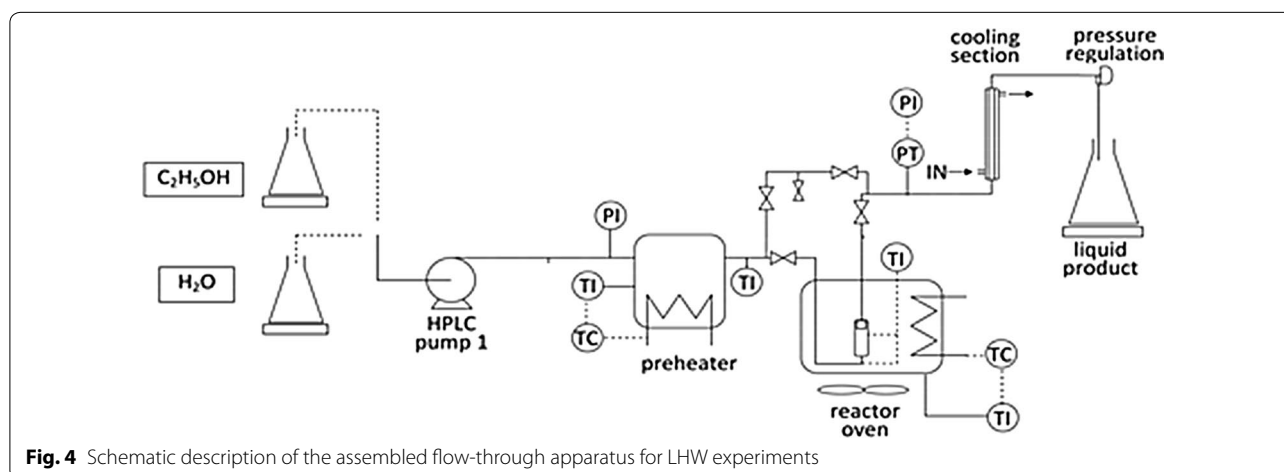 cooling
section
pressure
regulation
PI
C₂H₅OH
PT
IN
PI
liquid
product
H₂O
TI
TI
TI
HPLC
pump 1
TC
preheater
TC
reactor
oven
TI
Fig. 4 Schematic description of the assembled flow-through apparatus for LHW experiments